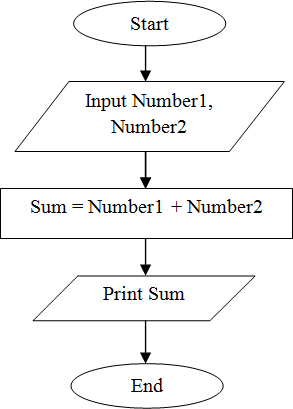 Start
Input Number1,
Number2
Sum = Number1 + Number2
Print Sum
End